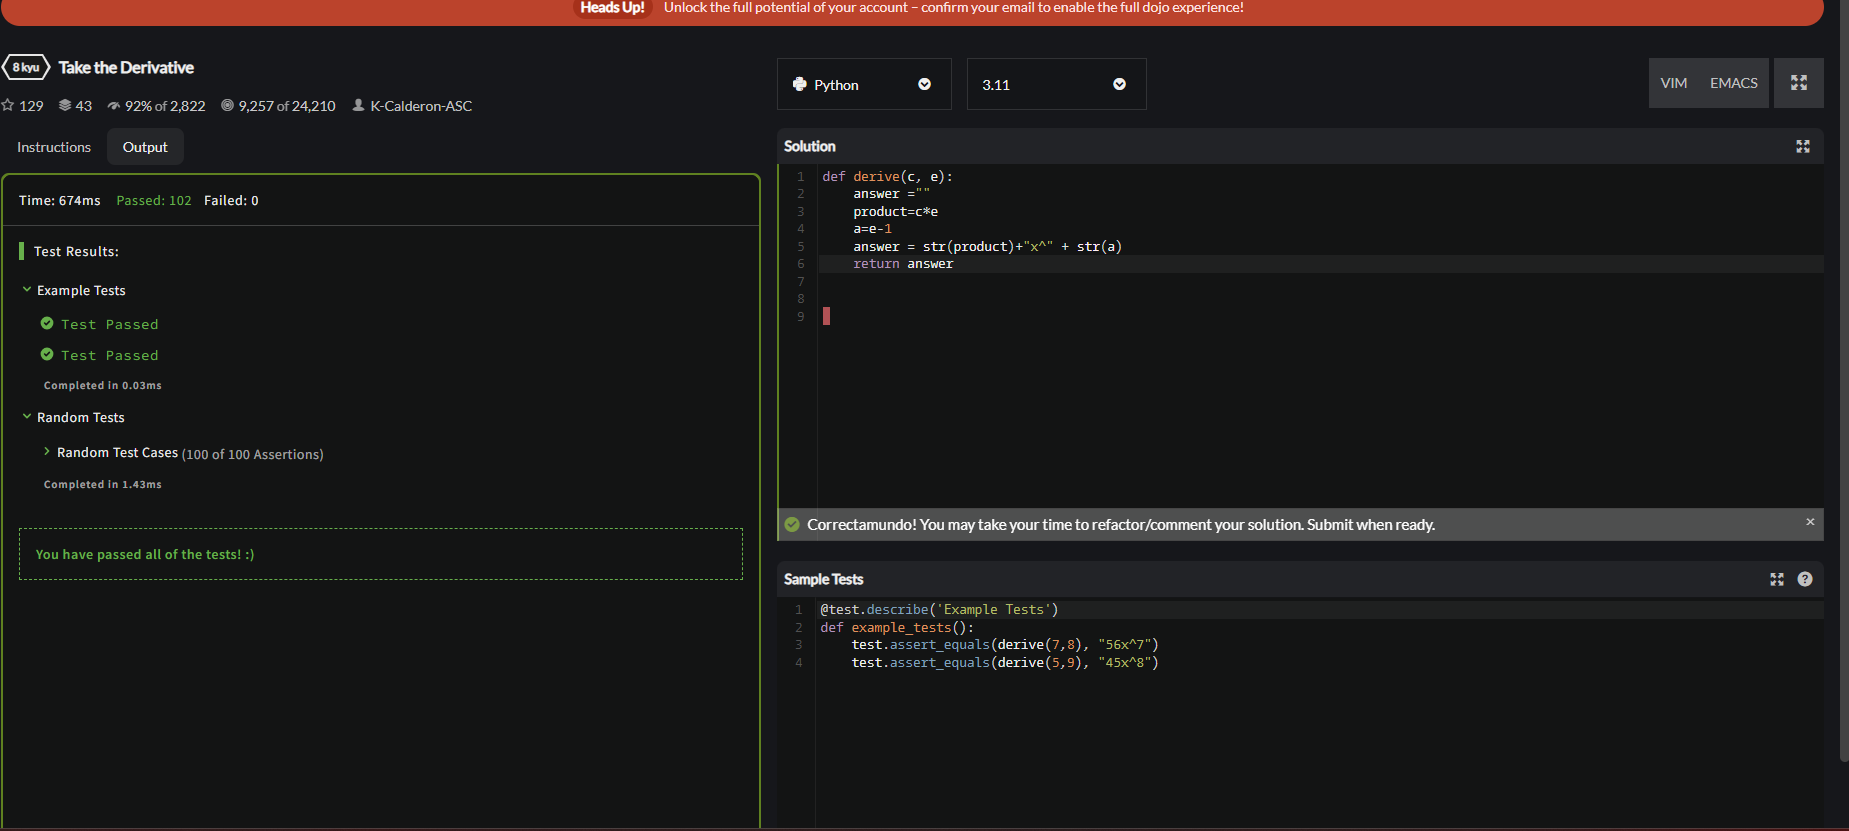 Heads Up! Unlock the full potential of your account – confirm your email to enable the full dojo experience!
8 kyu Take the Derivative
129 43 92% of 2,822 9,257 of 24,210 K-Calderon-ASC
Instructions Output
Time: 674ms Passed: 102 Failed: 0
Test Results:
Example Tests
Test Passed
Test Passed
Completed in 0.03ms
Random Tests
Random Test Cases (100 of 100 Assertions)
Completed in 1.43ms
You have passed all of the tests! :)
Python 3.11 VIM EMACS
Solution
1 def derive(c, e):
2     answer =""
3     product=c*e
4     a=e-1
5     answer = str(product)+"x^" + str(a)
6     return answer
7
8
9
Correctamundo! You may take your time to refactor/comment your solution. Submit when ready. ×
Sample Tests ?
1 @test.describe('Example Tests')
2 def example_tests():
3     test.assert_equals(derive(7,8), "56x^7")
4     test.assert_equals(derive(5,9), "45x^8")